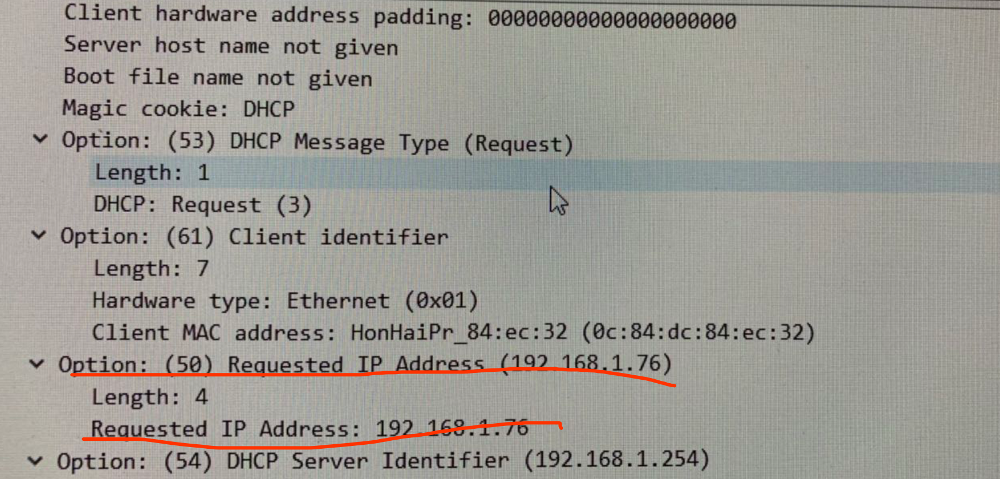 Client hardware address padding: 00000000000000000000
Server host name not given
Boot file name not given
Magic cookie: DHCP
Option: (53) DHCP Message Type (Request)
Length: 1
DHCP: Request (3)
Option: (61) Client identifier
Length: 7
Hardware type: Ethernet (0x01)
Client MAC address: HonHaiPr_84:ec:32 (0c:84:dc:84:ec:32)
Option: (50) Requested IP Address (192.168.1.76)
Length: 4
Requested IP Address: 192.168.1.76
Option: (54) DHCP Server Identifier (192.168.1.254)